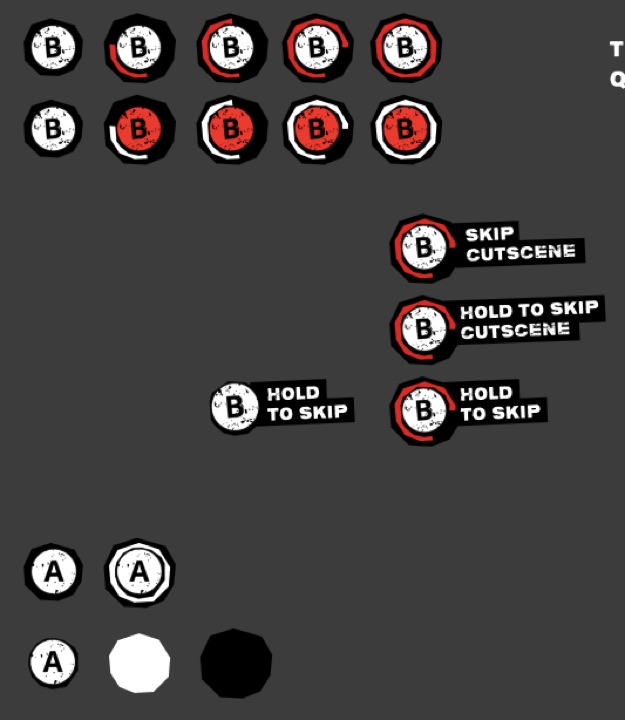 B B B B B
T
Q
B B B B B
B SKIP
CUTSCENE
B HOLD TO SKIP
CUTSCENE
B HOLD
TO SKIP
B HOLD
TO SKIP
A A
A